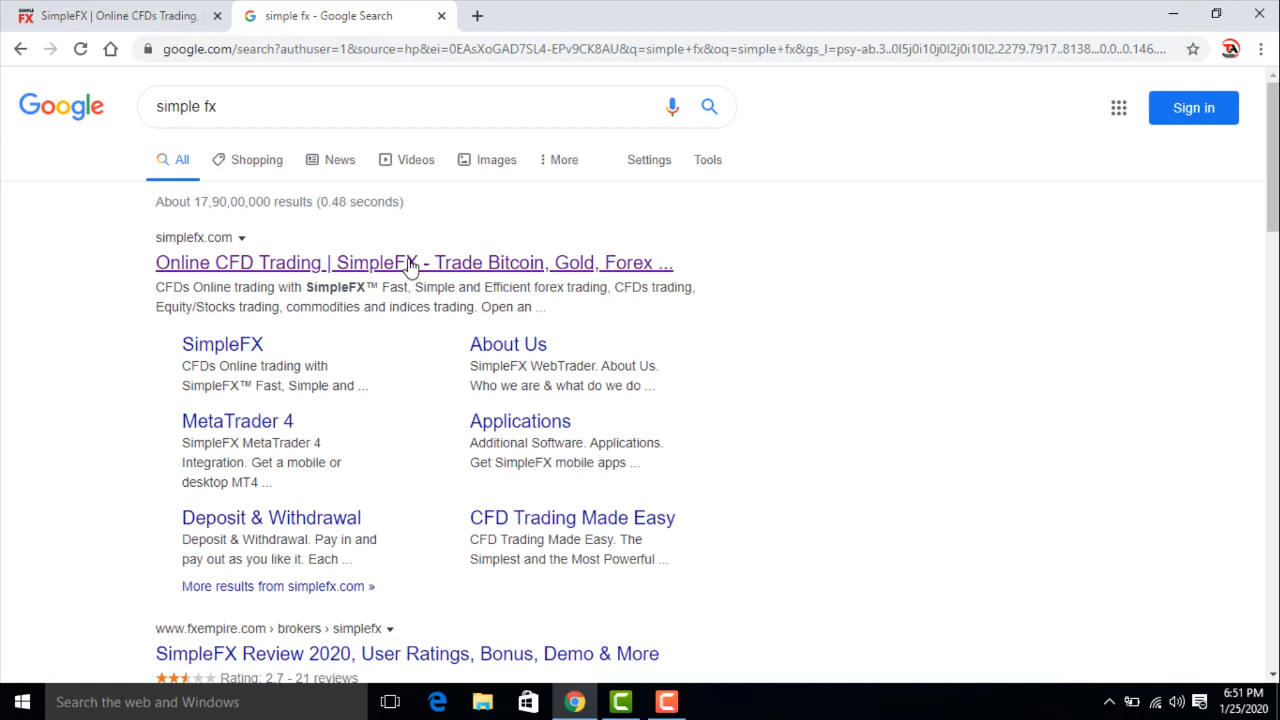 SIMPLE FX SimpleFX | Online CFDs Trading,
simple fx - Google Search
google.com/search?authuser=1&source=hp&ei=0EAsXoGAD7SL4-EPv9CK8AU&q=simple+fx&oq=simple+fx&gs_l=psy-ab.3..0l5j0i10j0l2j0i10l2.2279.7917..8138...0.0..0.146....
TA
Google
simple fx
Sign in
All Shopping News Videos Images More Settings Tools
About 17,90,00,000 results (0.48 seconds)
simplefx.com
Online CFD Trading | SimpleFX - Trade Bitcoin, Gold, Forex ...
CFDs Online trading with SimpleFX™ Fast, Simple and Efficient forex trading, CFDs trading,
Equity/Stocks trading, commodities and indices trading. Open an ...
SimpleFX
CFDs Online trading with
SimpleFX™ Fast, Simple and ...
About Us
SimpleFX WebTrader. About Us.
Who we are & what do we do ...
MetaTrader 4
SimpleFX MetaTrader 4
Integration. Get a mobile or
desktop MT4 ...
Applications
Additional Software. Applications.
Get SimpleFX mobile apps ...
Deposit & Withdrawal
Deposit & Withdrawal. Pay in and
pay out as you like it. Each ...
CFD Trading Made Easy
CFD Trading Made Easy. The
Simplest and the Most Powerful ...
More results from simplefx.com »
www.fxempire.com › brokers › simplefx
SimpleFX Review 2020, User Ratings, Bonus, Demo & More
Rating: 2.7 - 21 reviews
Search the web and Windows
6:51 PM
1/25/2020